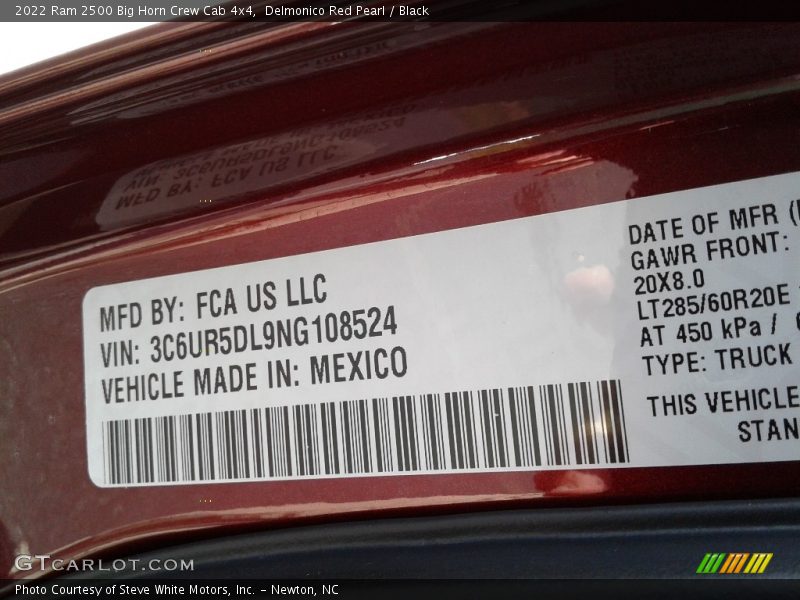 2022 Ram 2500 Big Horn Crew Cab 4x4, Delmonico Red Pearl / Black
MFD BY: FCA US LLC
VIN: 3C6UR5DL9NG108524
VEHICLE MADE IN: MEXICO
DATE OF MFR
GAWR FRONT:
20X8.0
LT285/60R20E
AT 450 kPa /
TYPE: TRUCK
THIS VEHICLE
STAN
GTCARLOT.COM
Photo Courtesy of Steve White Motors, Inc. – Newton, NC